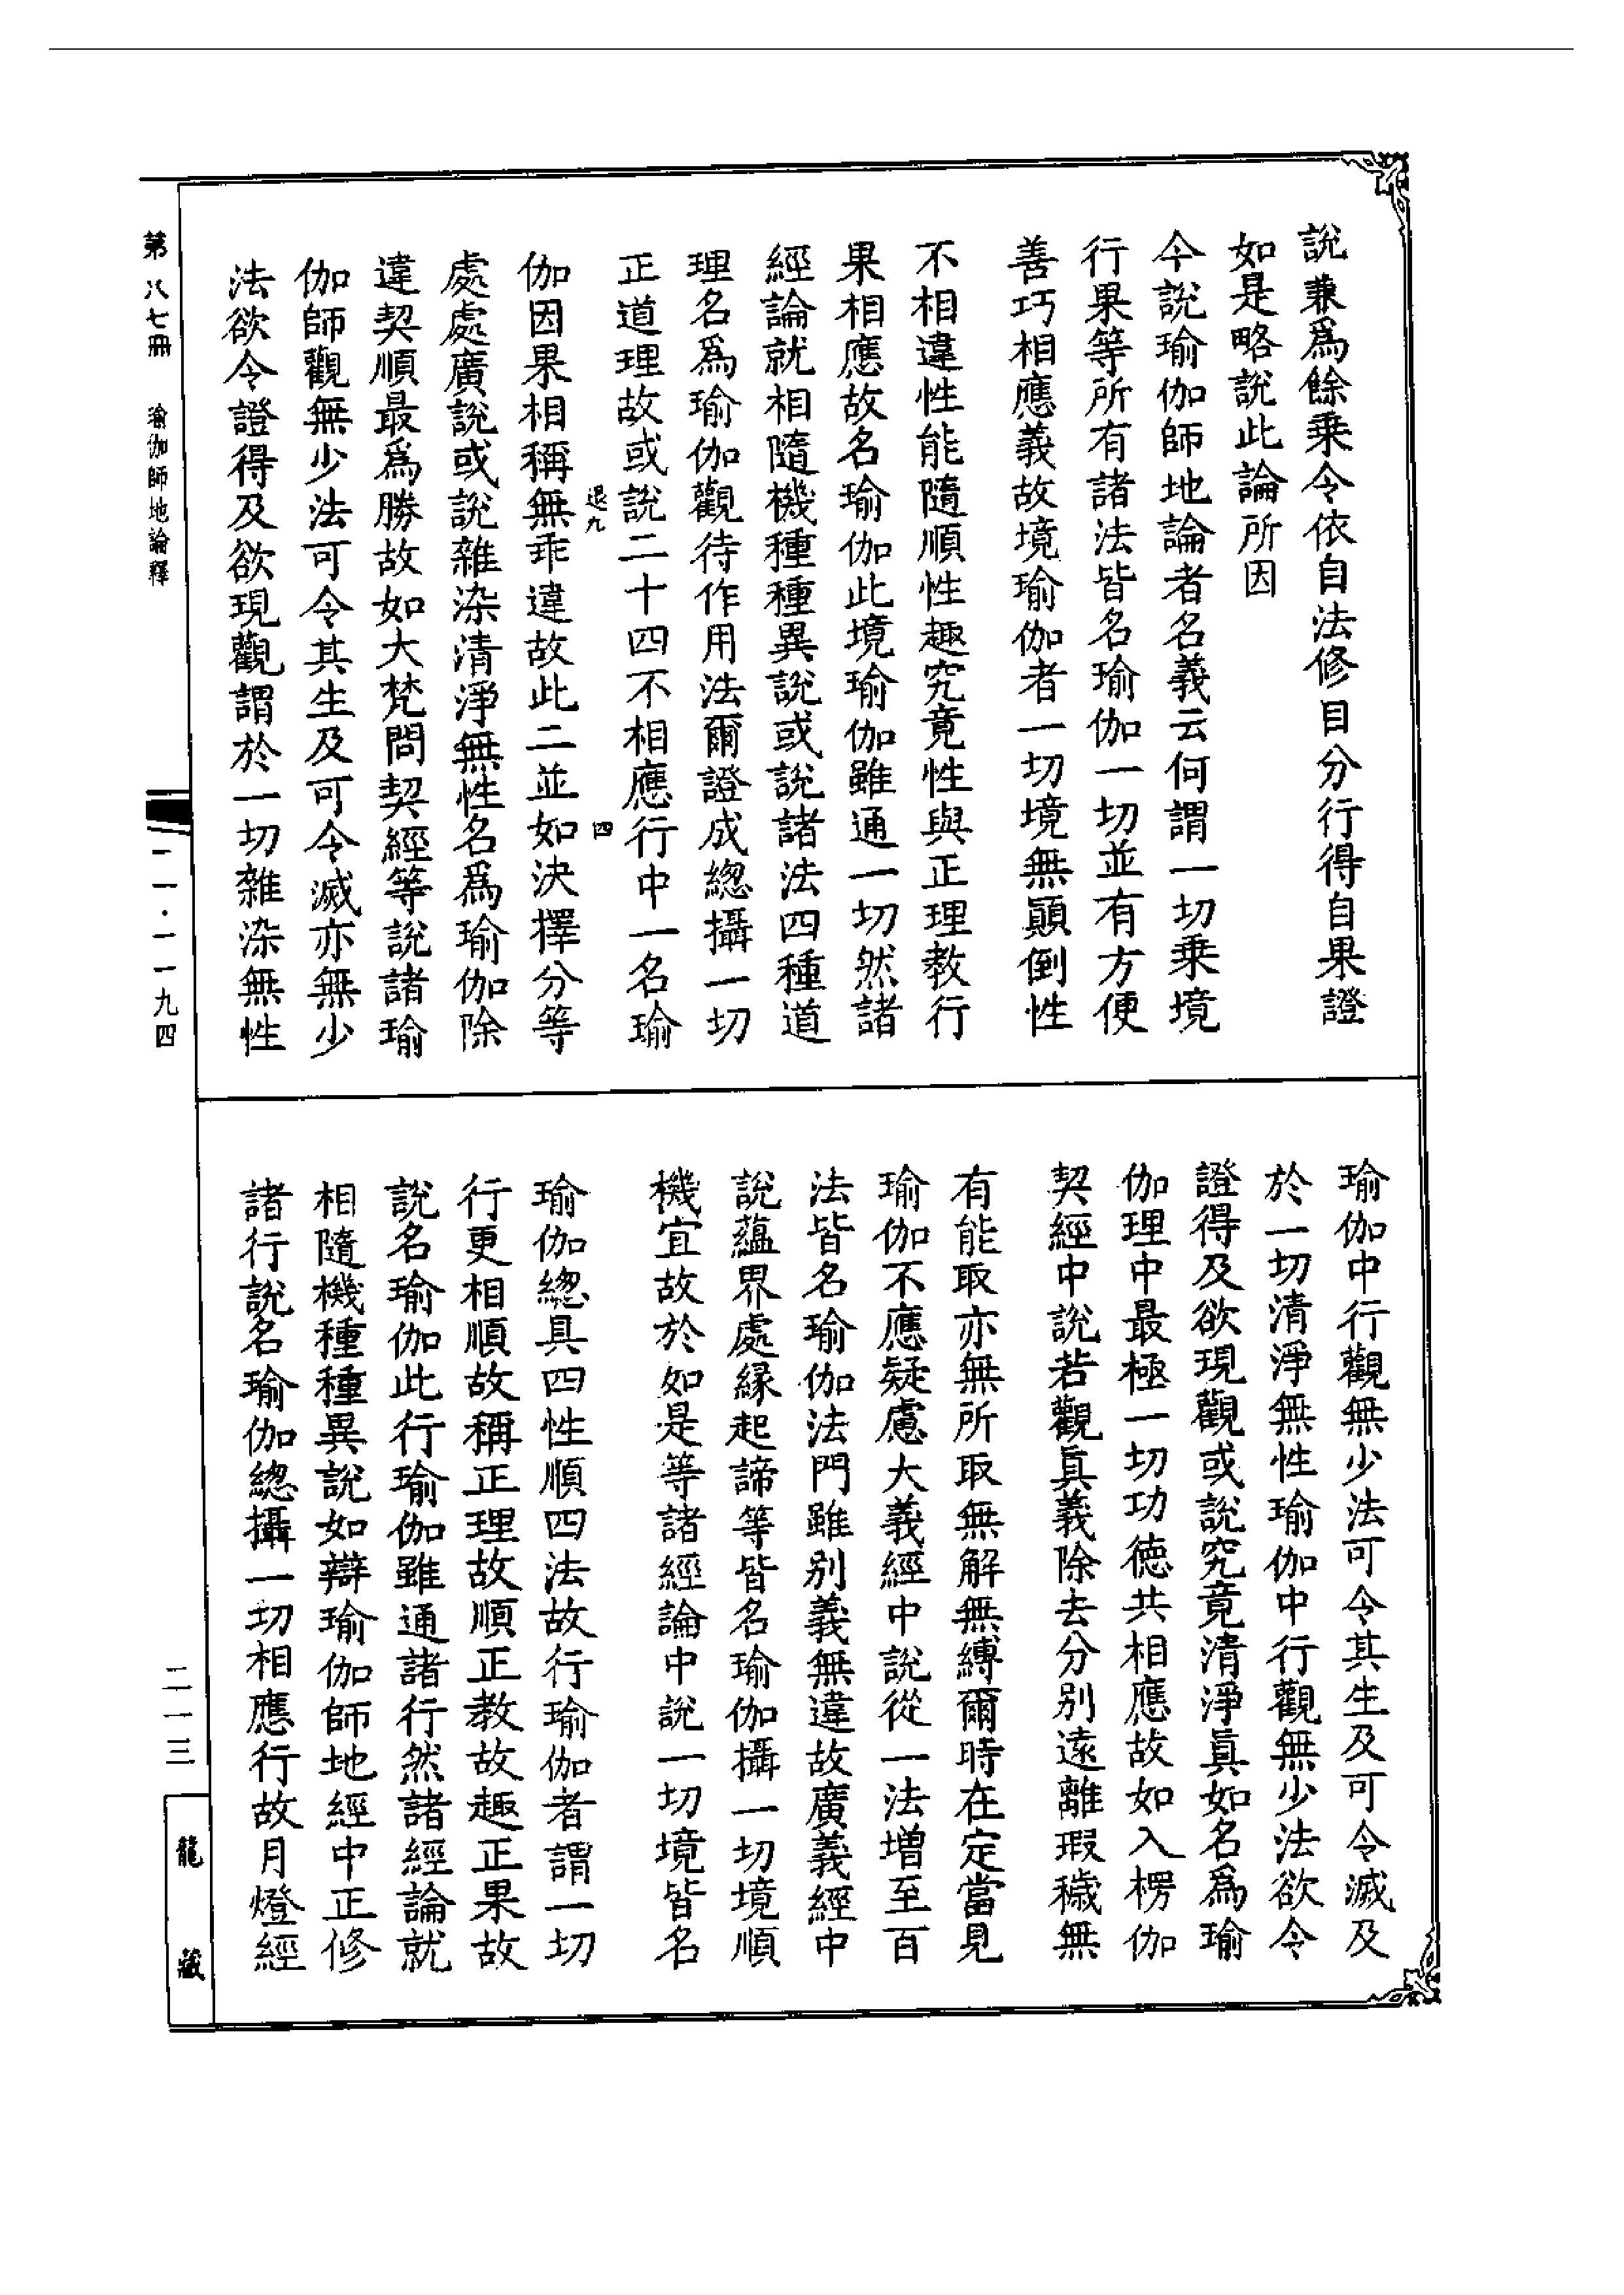 說兼爲餘乗令依自法修目分行得自果證
如是略說此論所因
今說瑜伽師地論者名義云何謂一切乗境
行果等所有諸法皆名瑜伽一切並有方便
善巧相應義故境瑜伽者一切境無顚倒性
不相違性能隨順性趣究竟性與正理教行
果相應故名瑜伽此境瑜伽雖通一切然諸
經論就相隨機種種異說或說諸法四種道
理名爲瑜伽觀待作用法爾證成緫攝一切
正道理故或說二十四不相應行中一名瑜
退九 四
伽因果相稱無乖違故此二並如決擇分等
處處廣說或說雜染清淨無性名爲瑜伽除
違契順最爲勝故如大梵問契經等說諸瑜
伽師觀無少法可令其生及可令滅亦無少
法欲令證得及欲現觀謂於一切雜染無性
瑜伽中行觀無少法可令其生及可令滅及
於一切清淨無性瑜伽中行觀無少法欲令
證得及欲現觀或說究竟清淨眞如名爲瑜
伽理中最極一切功德共相應故如入楞伽
契經中說若觀眞義除去分別遠離瑕穢無
有能取亦無所取無解無縛爾時在定當見
瑜伽不應疑慮大義經中說從一法增至百
法皆名瑜伽法門雖別義無違故廣義經中
說蘊界處緣起諦等皆名瑜伽攝一切境順
機宜故於如是等諸經論中說一切境皆名
瑜伽緫具四性順四法故行瑜伽者謂一切
行更相順故稱正理故順正教故趣正果故
說名瑜伽此行瑜伽雖通諸行然諸經論就
相隨機種種異說如辯瑜伽師地經中正修
諸行說名瑜伽緫攝一切相應行故月燈經
第八七冊 瑜伽師地論釋
一一·一一九四
二一三
龍藏